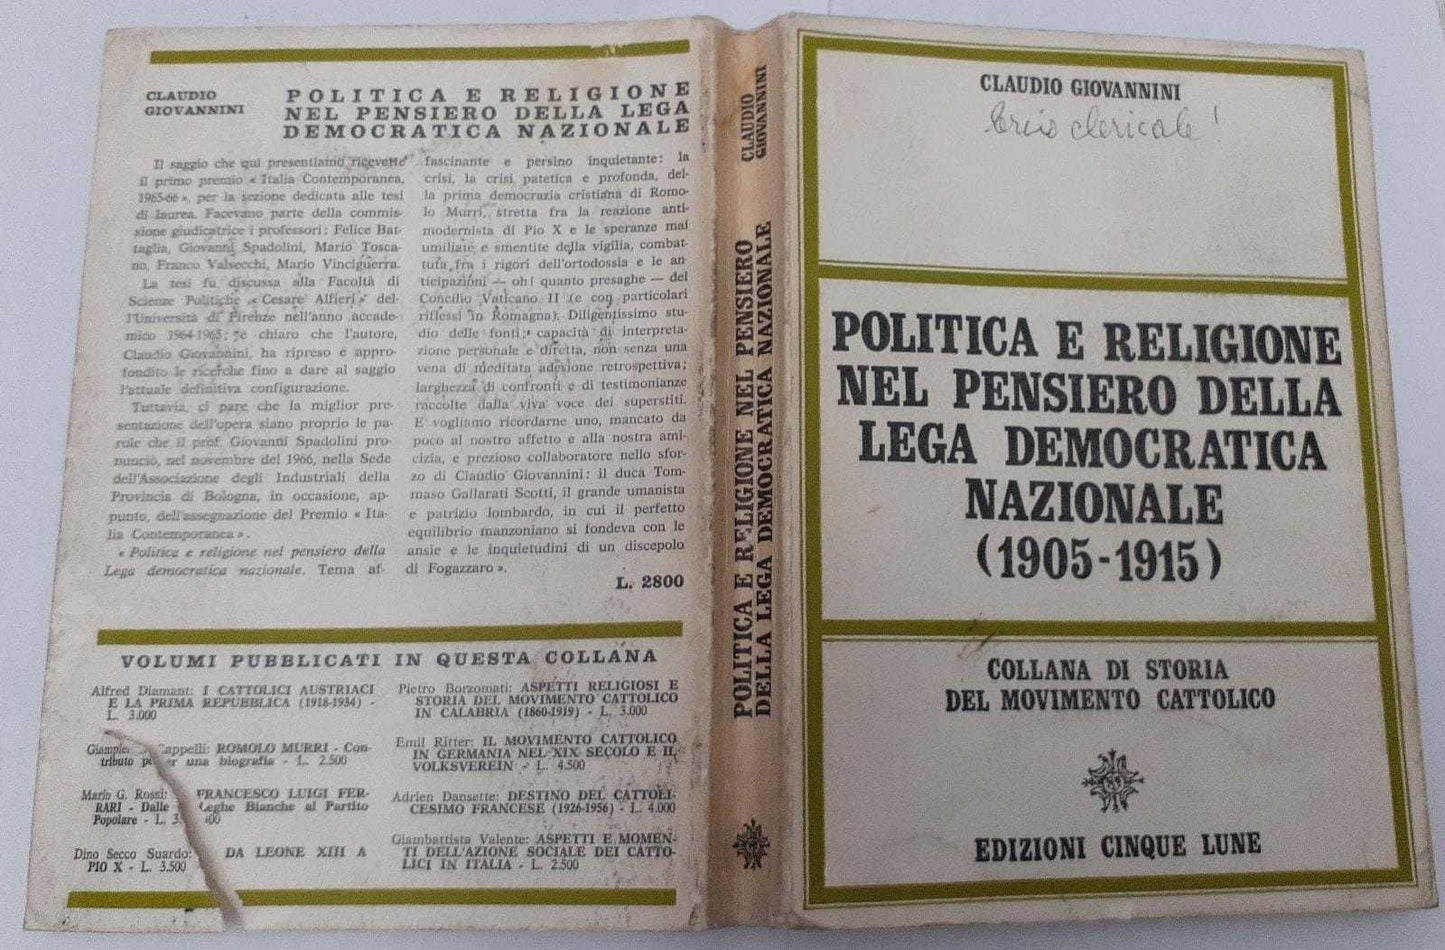 CLAUDIO
GIOVANNINI
POLITICA E RELIGIONE
NEL PENSIERO DELLA LEGA
DEMOCRATICA NAZIONALE
Il saggio che qui presentiamo ricevette
il primo premio « Italia Contemporanea,
1965-66 », per la sezione dedicata alle tesi
di laurea. Facevano parte della commis-
sione giudicatrice i professori: Felice Bat-
taglia, Giovanni Spadolini, Mario Tosca-
no, Franco Valsecchi, Mario Vinciguerra.
La tesi fu discussa alla Facoltà di
Scienze Politiche « Cesare Alfieri » del-
l'Università di Firenze nell'anno accade-
mico 1964-1965; è chiaro che l'autore,
Claudio Giovannini, ha ripreso e appro-
fondito le ricerche fino a dare al saggio
l'attuale definitiva configurazione.
Tuttavia, ci pare che la miglior pre-
sentazione dell'opera siano proprio le pa-
role che il prof. Giovanni Spadolini pro-
nunciò, nel novembre del 1966, nella Sede
dell'Associazione degli Industriali della
Provincia di Bologna, in occasione, ap-
punto, dell'assegnazione del Premio « Ita-
lia Contemporanea ».
« Politica e religione nel pensiero della
Lega democratica nazionale. Tema af-
fascinante e persino inquietante: la
crisi, la crisi patetica e profonda, del-
la prima democrazia cristiana di Romo-
lo Murri, stretta fra la reazione anti-
modernista di Pio X e le speranze mai
umiliate e smentite della vigilia, combat-
tuta fra i rigori dell'ortodossia e le an-
ticipazioni — oh! quanto presaghe — del
Concilio Vaticano II (e con particolari
riflessi in Romagna). Diligentissimo stu-
dio delle fonti; capacità di interpreta-
zione personale e diretta, non senza una
vena di meditata adesione retrospettiva;
larghezza di confronti e di testimonianze
raccolte dalla viva voce dei superstiti.
E vogliamo ricordarne uno, mancato da
poco al nostro affetto e alla nostra ami-
cizia, e prezioso collaboratore nello sfor-
zo di Claudio Giovannini: il duca Tom-
maso Gallarati Scotti, il grande umanista
e patrizio lombardo, in cui il perfetto
equilibrio manzoniano si fondeva con le
ansie e le inquietudini di un discepolo
di Fogazzaro ».
L. 2800
VOLUMI PUBBLICATI IN QUESTA COLLANA
Alfred Diamant: I CATTOLICI AUSTRIACI
E LA PRIMA REPUBBLICA (1918-1934) -
L. 3.000
Cappelli: ROMOLO MURRI - Con-
tributo per una biografia - L. 2.500
Mario G. Rossi: FRANCESCO LUIGI FER-
RARI - Dalle Leghe Bianche al Partito
Popolare - L.
Dino Secco Suardo: DA LEONE XIII A
PIO X - L. 3.500
Pietro Borzomati: ASPETTI RELIGIOSI E
STORIA DEL MOVIMENTO CATTOLICO
IN CALABRIA (1860-1919) - L. 3.000
Emil Ritter: IL MOVIMENTO CATTOLICO
IN GERMANIA NEL XIX SECOLO E IL
VOLKSVEREIN - L. 4.500
Adrien Dansette: DESTINO DEL CATTOLI-
CESIMO FRANCESE (1926-1956) - L. 4.000
Giambattista Valente: ASPETTI E MOMEN-
TI DELL'AZIONE SOCIALE DEI CATTO-
LICI IN ITALIA - L. 2.500
CLAUDIO
GIOVANNINI
POLITICA E RELIGIONE NEL PENSIERO
DELLA LEGA DEMOCRATICA NAZIONALE
CLAUDIO GIOVANNINI
clericale!
POLITICA E RELIGIONE
NEL PENSIERO DELLA
LEGA DEMOCRATICA
NAZIONALE
(1905-1915)
COLLANA DI STORIA
DEL MOVIMENTO CATTOLICO
EDIZIONI CINQUE LUNE